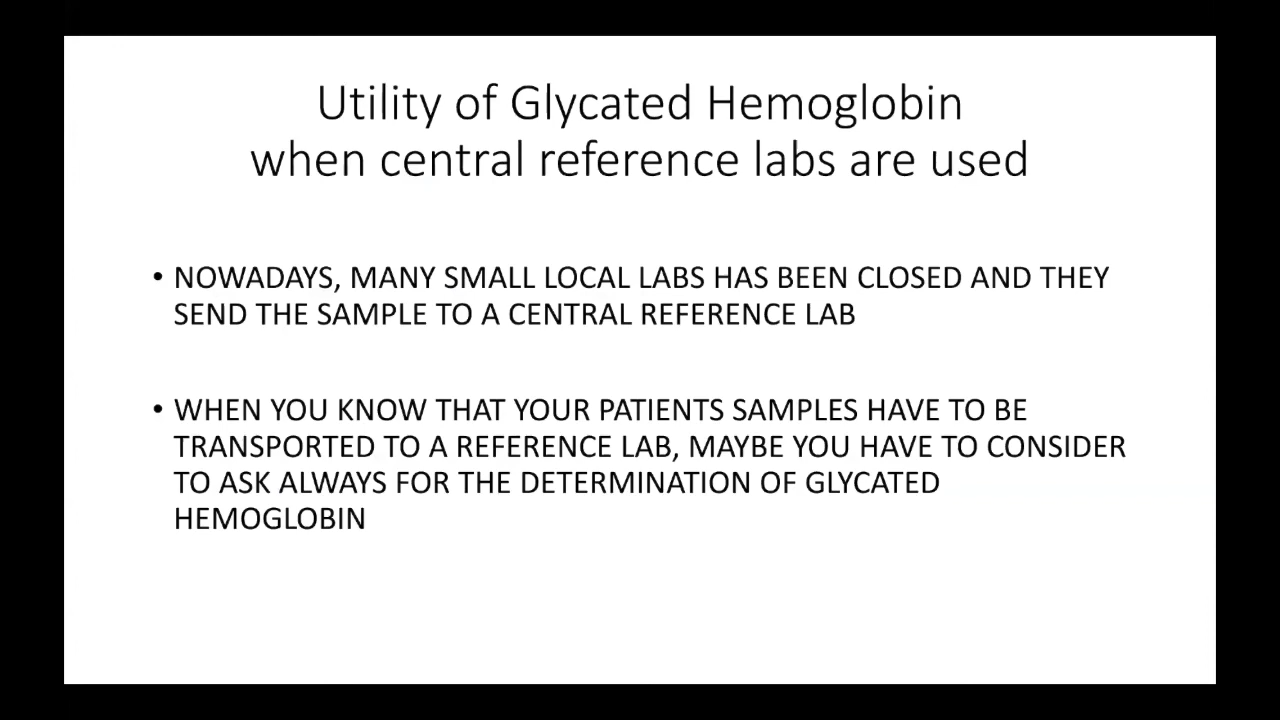 Utility of Glycated Hemoglobin
when central reference labs are used
• NOWADAYS, MANY SMALL LOCAL LABS HAS BEEN CLOSED AND THEY
SEND THE SAMPLE TO A CENTRAL REFERENCE LAB
• WHEN YOU KNOW THAT YOUR PATIENTS SAMPLES HAVE TO BE
TRANSPORTED TO A REFERENCE LAB, MAYBE YOU HAVE TO CONSIDER
TO ASK ALWAYS FOR THE DETERMINATION OF GLYCATED
HEMOGLOBIN